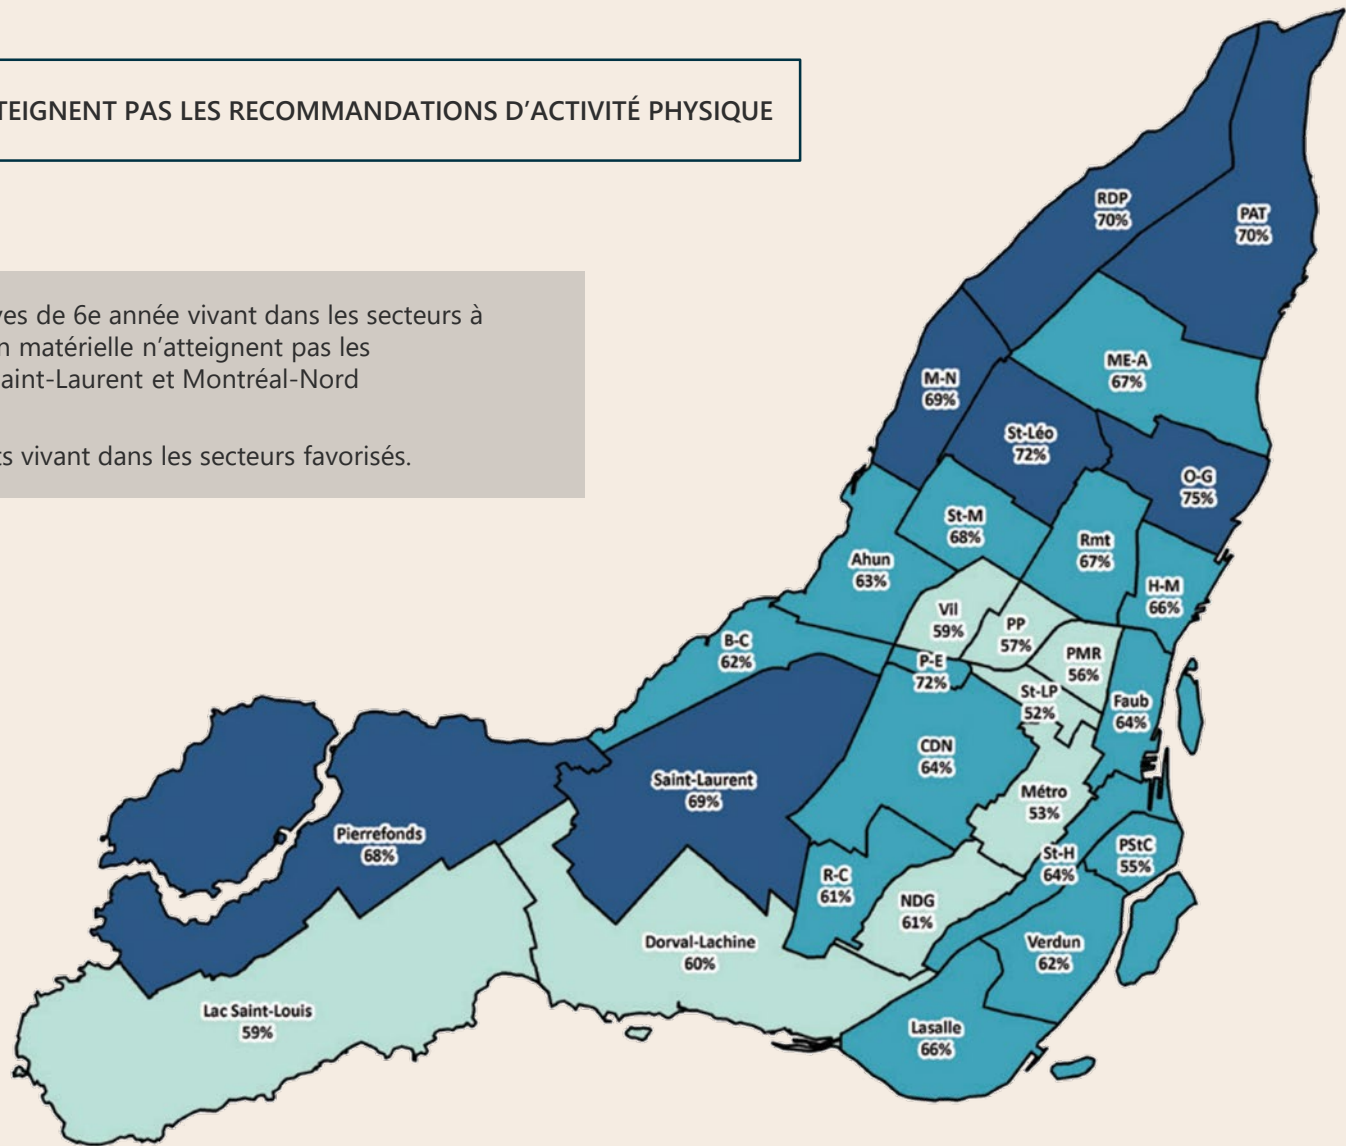 TEIGNENT PAS LES RECOMMANDATIONS D'ACTIVITÉ PHYSIQUE
de 6e année vivant dans les secteurs à
matérielle n'atteignent pas les
Saint-Laurent et Montréal-Nord
vivant dans les secteurs favorisés.
RDP
70%
PAT
70%
ME-A
67%
M-N
69%
St-Léo
72%
O-G
75%
St-M
68%
Rmt
67%
Ahun
63%
H-M
66%
Vil
59%
PP
57%
B-C
62%
P-E
72%
PMR
56%
St-LP
52%
Faub
64%
CDN
64%
Saint-Laurent
69%
Métro
53%
Pierrefonds
68%
PStC
55%
St-H
64%
R-C
61%
NDG
61%
Verdun
62%
Dorval-Lachine
60%
Lac Saint-Louis
59%
Lasalle
66%